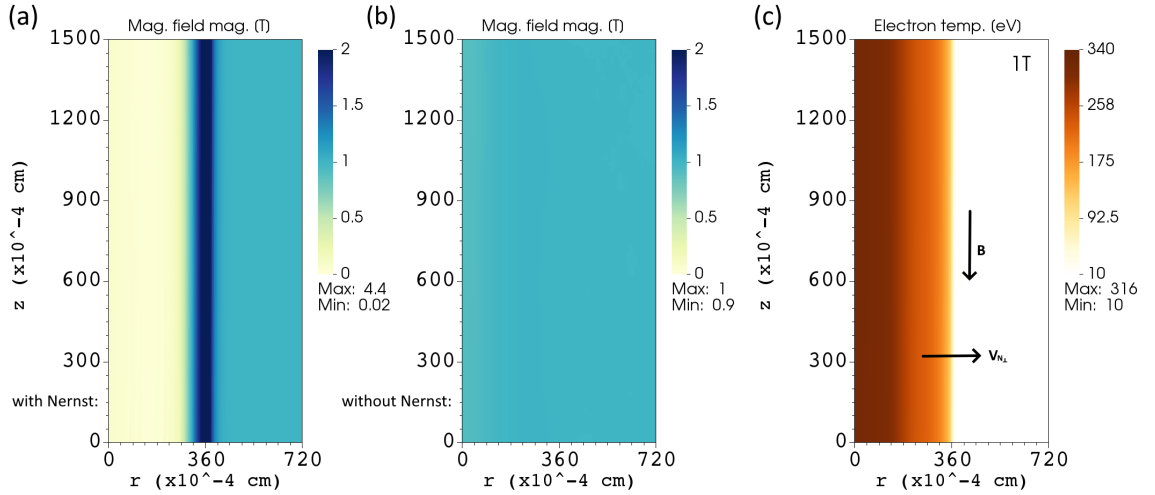 (a)
Mag. field mag. (T)
1500
1200
900
600
300
0
z (x10^-4 cm)
with Nernst:
0
360
720
r (x10^-4 cm)
2
1.5
1
0.5
0
Max: 4.4
Min: 0.02
(b)
Mag. field mag. (T)
1500
1200
900
600
300
0
without Nernst:
0
360
720
r (x10^-4 cm)
2
1.5
1
0.5
0
Max: 1
Min: 0.9
(c)
Electron temp. (eV)
1500
1200
900
600
300
0
z (x10^-4 cm)
1T
B
VN⊥
0
360
720
r (x10^-4 cm)
340
258
175
92.5
10
Max: 316
Min: 10